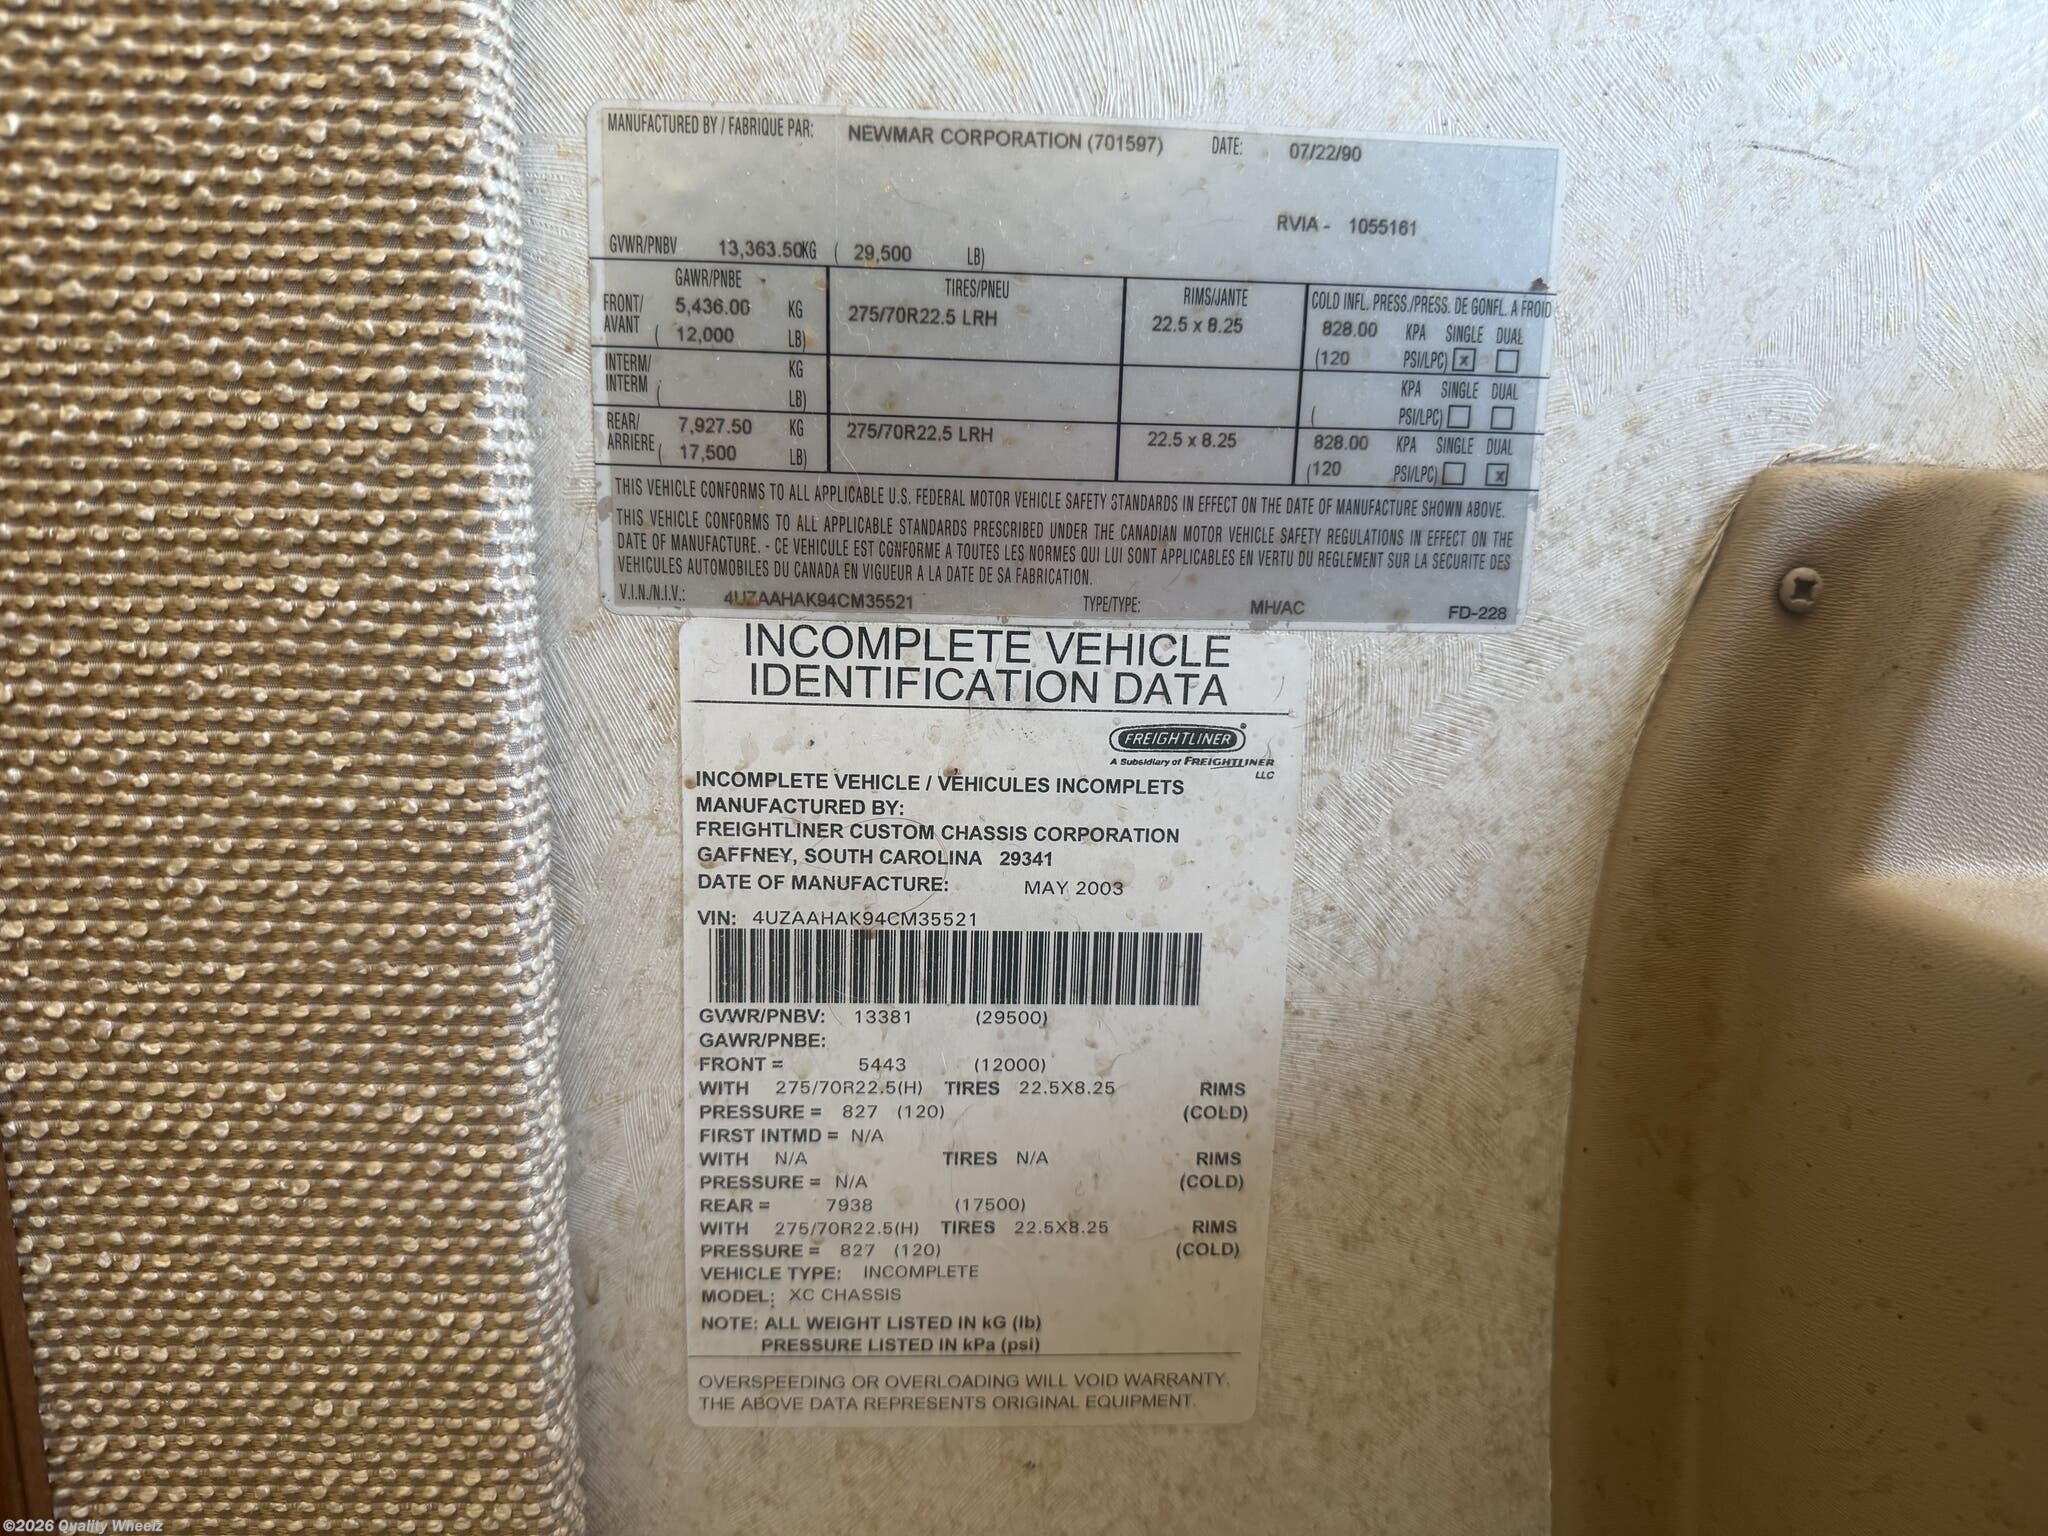 MANUFACTURED BY / FABRIQUE PAR: NEWMAR CORPORATION (701597) DATE: 07/22/90
RVIA - 1055161
GVWR/PNBV 13,363.50KG ( 29,500 LB)
GAWR/PNBE TIRES/PNEU RIMS/JANTE COLD INFL. PRESS./PRESS. DE GONFL. A FROID
FRONT/ 5,436.00 KG 275/70R22.5 LRH 22.5 x 8.25 828.00 KPA SINGLE DUAL
AVANT ( 12,000 LB) (120 PSI/LPC) x
INTERM/ KG KPA SINGLE DUAL
INTERM ( LB) ( PSI/LPC)
REAR/ 7,927.50 KG 275/70R22.5 LRH 22.5 x 8.25 828.00 KPA SINGLE DUAL
ARRIERE ( 17,500 LB) (120 PSI/LPC) x
THIS VEHICLE CONFORMS TO ALL APPLICABLE U.S. FEDERAL MOTOR VEHICLE SAFETY STANDARDS IN EFFECT ON THE DATE OF MANUFACTURE SHOWN ABOVE.
THIS VEHICLE CONFORMS TO ALL APPLICABLE STANDARDS PRESCRIBED UNDER THE CANADIAN MOTOR VEHICLE SAFETY REGULATIONS IN EFFECT ON THE
DATE OF MANUFACTURE. - CE VEHICULE EST CONFORME A TOUTES LES NORMES QUI LUI SONT APPLICABLES EN VERTU DU REGLEMENT SUR LA SECURITE DES
VEHICULES AUTOMOBILES DU CANADA EN VIGUEUR A LA DATE DE SA FABRICATION.
V.I.N./N.I.V.: 4UZAAHAK94CM35521 TYPE/TYPE: MH/AC FD-228
INCOMPLETE VEHICLE
IDENTIFICATION DATA
FREIGHTLINER
A Subsidiary of FREIGHTLINER
LLC
INCOMPLETE VEHICLE / VEHICULES INCOMPLETS
MANUFACTURED BY:
FREIGHTLINER CUSTOM CHASSIS CORPORATION
GAFFNEY, SOUTH CAROLINA 29341
DATE OF MANUFACTURE: MAY 2003
VIN: 4UZAAHAK94CM35521
GVWR/PNBV: 13381 (29500)
GAWR/PNBE:
FRONT = 5443 (12000)
WITH 275/70R22.5(H) TIRES 22.5X8.25 RIMS
PRESSURE = 827 (120) (COLD)
FIRST INTMD = N/A
WITH N/A TIRES N/A RIMS
PRESSURE = N/A (COLD)
REAR = 7938 (17500)
WITH 275/70R22.5(H) TIRES 22.5X8.25 RIMS
PRESSURE = 827 (120) (COLD)
VEHICLE TYPE: INCOMPLETE
MODEL: XC CHASSIS
NOTE: ALL WEIGHT LISTED IN kG (lb)
PRESSURE LISTED IN kPa (psi)
OVERSPEEDING OR OVERLOADING WILL VOID WARRANTY.
THE ABOVE DATA REPRESENTS ORIGINAL EQUIPMENT.
©2026 Quality Wheelz